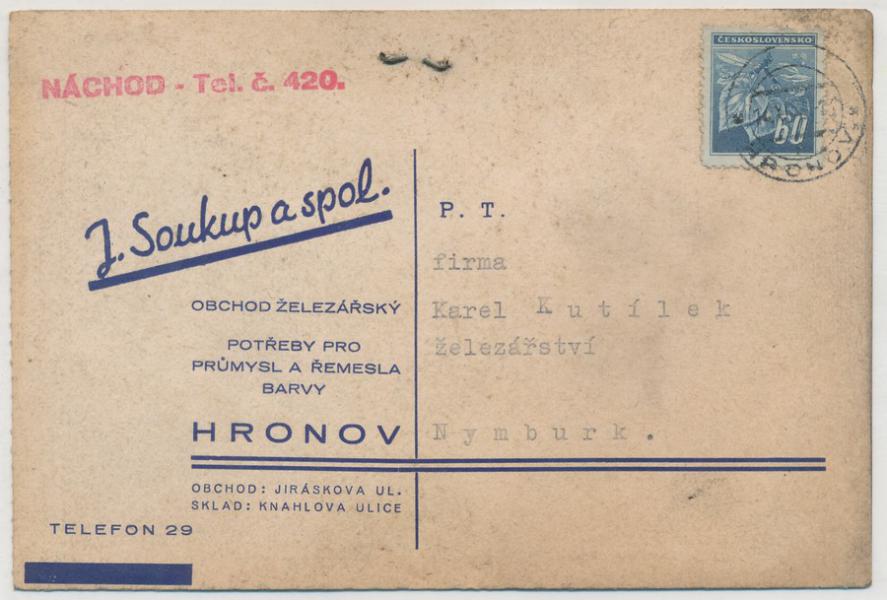 NÁCHOD - Tel. č. 420.
ČESKOSLOVENSKO
60
HRONOV
J. Soukup a spol.
OBCHOD ŽELEZÁŘSKÝ
POTŘEBY PRO
PRŮMYSL A ŘEMESLA
BARVY
HRONOV
OBCHOD: JIRÁSKOVA UL.
SKLAD: KNAHLOVA ULICE
TELEFON 29
P. T.
firma
Karel Kutílek
železářství
Nymburk.